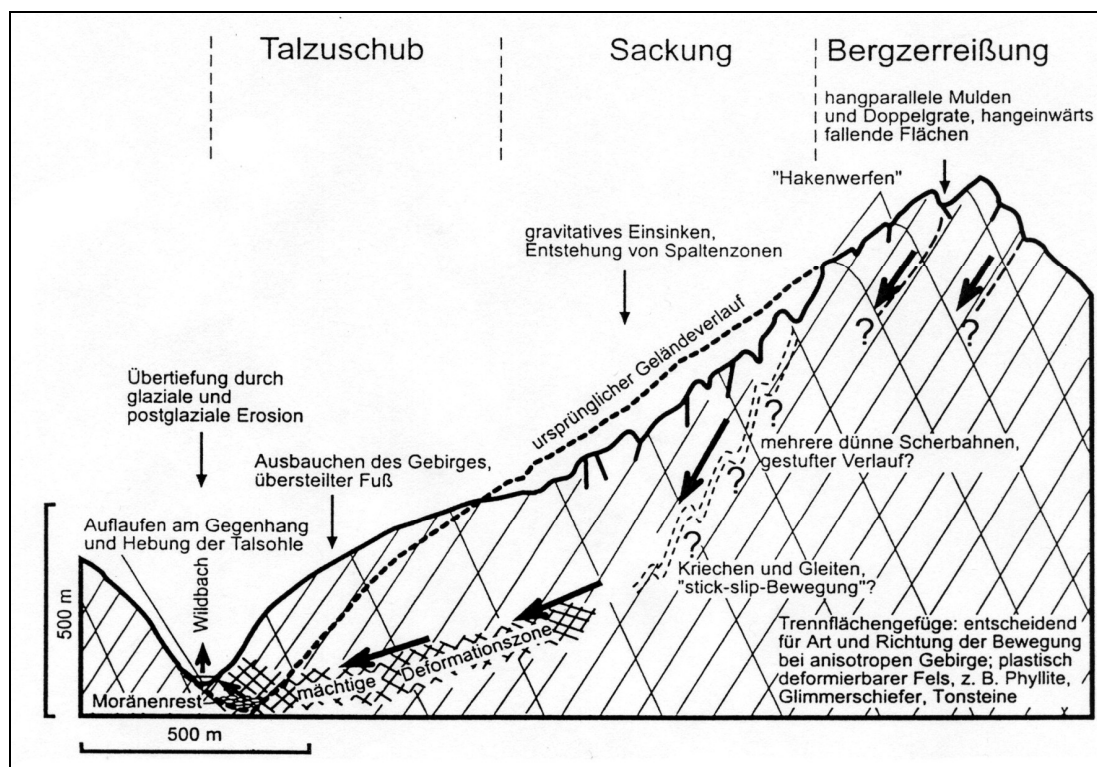 Talzuschub
Sackung
Bergzerreißung
hangparallele Mulden
und Doppelgrate, hangeinwärts
fallende Flächen
"Hakenwerfen"
gravitatives Einsinken,
Entstehung von Spaltenzonen
ursprünglicher Geländeverlauf
Übertiefung durch
glaziale und
postglaziale Erosion
Ausbauchen des Gebirges,
übersteilter Fuß
Auflaufen am Gegenhang
und Hebung der Talsohle
Wildbach
Moränenrest
mächtige Deformationszone
?
?
?
?
?
mehrere dünne Scherbahnen,
gestufter Verlauf?
Kriechen und Gleiten,
"stick-slip-Bewegung"?
Trennflächengefüge: entscheidend
für Art und Richtung der Bewegung
bei anisotropen Gebirge; plastisch
deformierbarer Fels, z. B. Phyllite,
Glimmerschiefer, Tonsteine
500 m
500 m